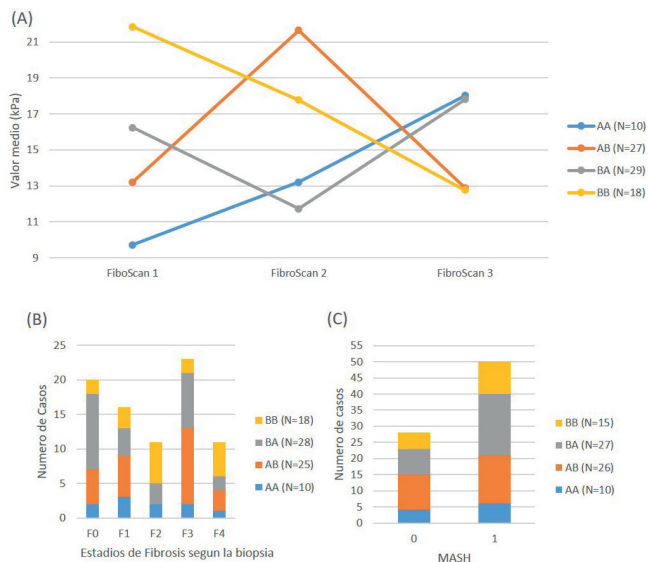 (A)
21
19
17
15
13
11
9
Valor medio (kPa)
FiboScan 1
FibroScan 2
FibroScan 3
AA (N=10)
AB (N=27)
BA (N=29)
BB (N=18)
(B)
25
20
15
10
5
0
Numero de Casos
F0
F1
F2
F3
F4
Estadios de Fibrosis segun la biopsia
BB (N=18)
BA (N=28)
AB (N=25)
AA (N=10)
(C)
55
50
45
40
35
30
25
20
15
10
5
0
Numero de casos
0
1
MASH
BB (N=15)
BA (N=27)
AB (N=26)
AA (N=10)